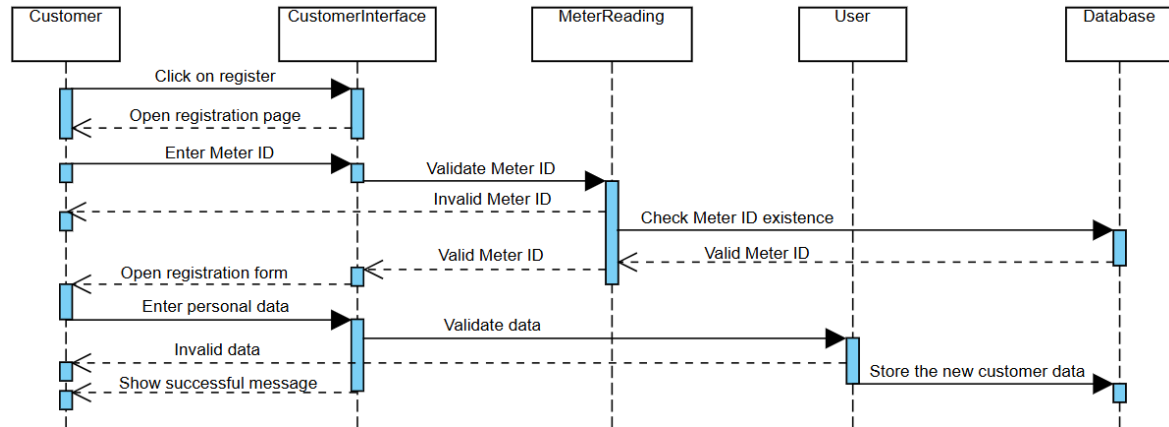 Customer
CustomerInterface
MeterReading
User
Database
Click on register
Open registration page
Enter Meter ID
Validate Meter ID
Invalid Meter ID
Check Meter ID existence
Valid Meter ID
Valid Meter ID
Open registration form
Enter personal data
Validate data
Invalid data
Store the new customer data
Show successful message